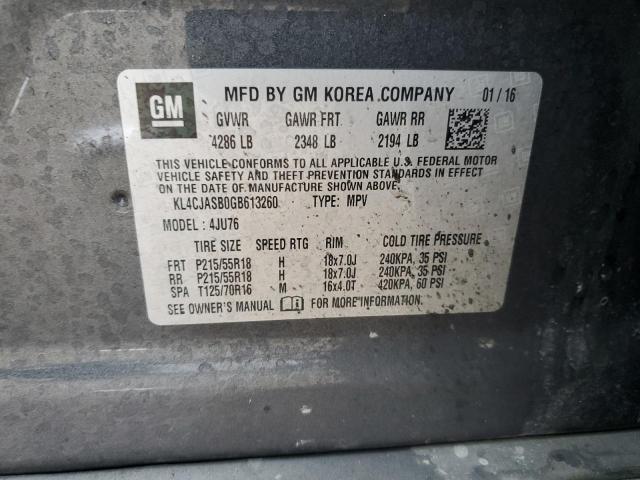 GM
MFD BY GM KOREA COMPANY 01/16
GVWR GAWR FRT GAWR RR
4286 LB 2348 LB 2194 LB
THIS VEHICLE CONFORMS TO ALL APPLICABLE U.S. FEDERAL MOTOR
VEHICLE SAFETY AND THEFT PREVENTION STANDARDS IN EFFECT
ON THE DATE OF MANUFACTURE SHOWN ABOVE.
KL4CJASB0GB613260 TYPE: MPV
MODEL: 4JU76
TIRE SIZE SPEED RTG RIM COLD TIRE PRESSURE
FRT P215/55R18 H 18x7.0J 240KPA, 35 PSI
RR P215/55R18 H 18x7.0J 240KPA, 35 PSI
SPA T125/70R16 M 16x4.0T 420KPA, 60 PSI
SEE OWNER'S MANUAL FOR MORE INFORMATION.